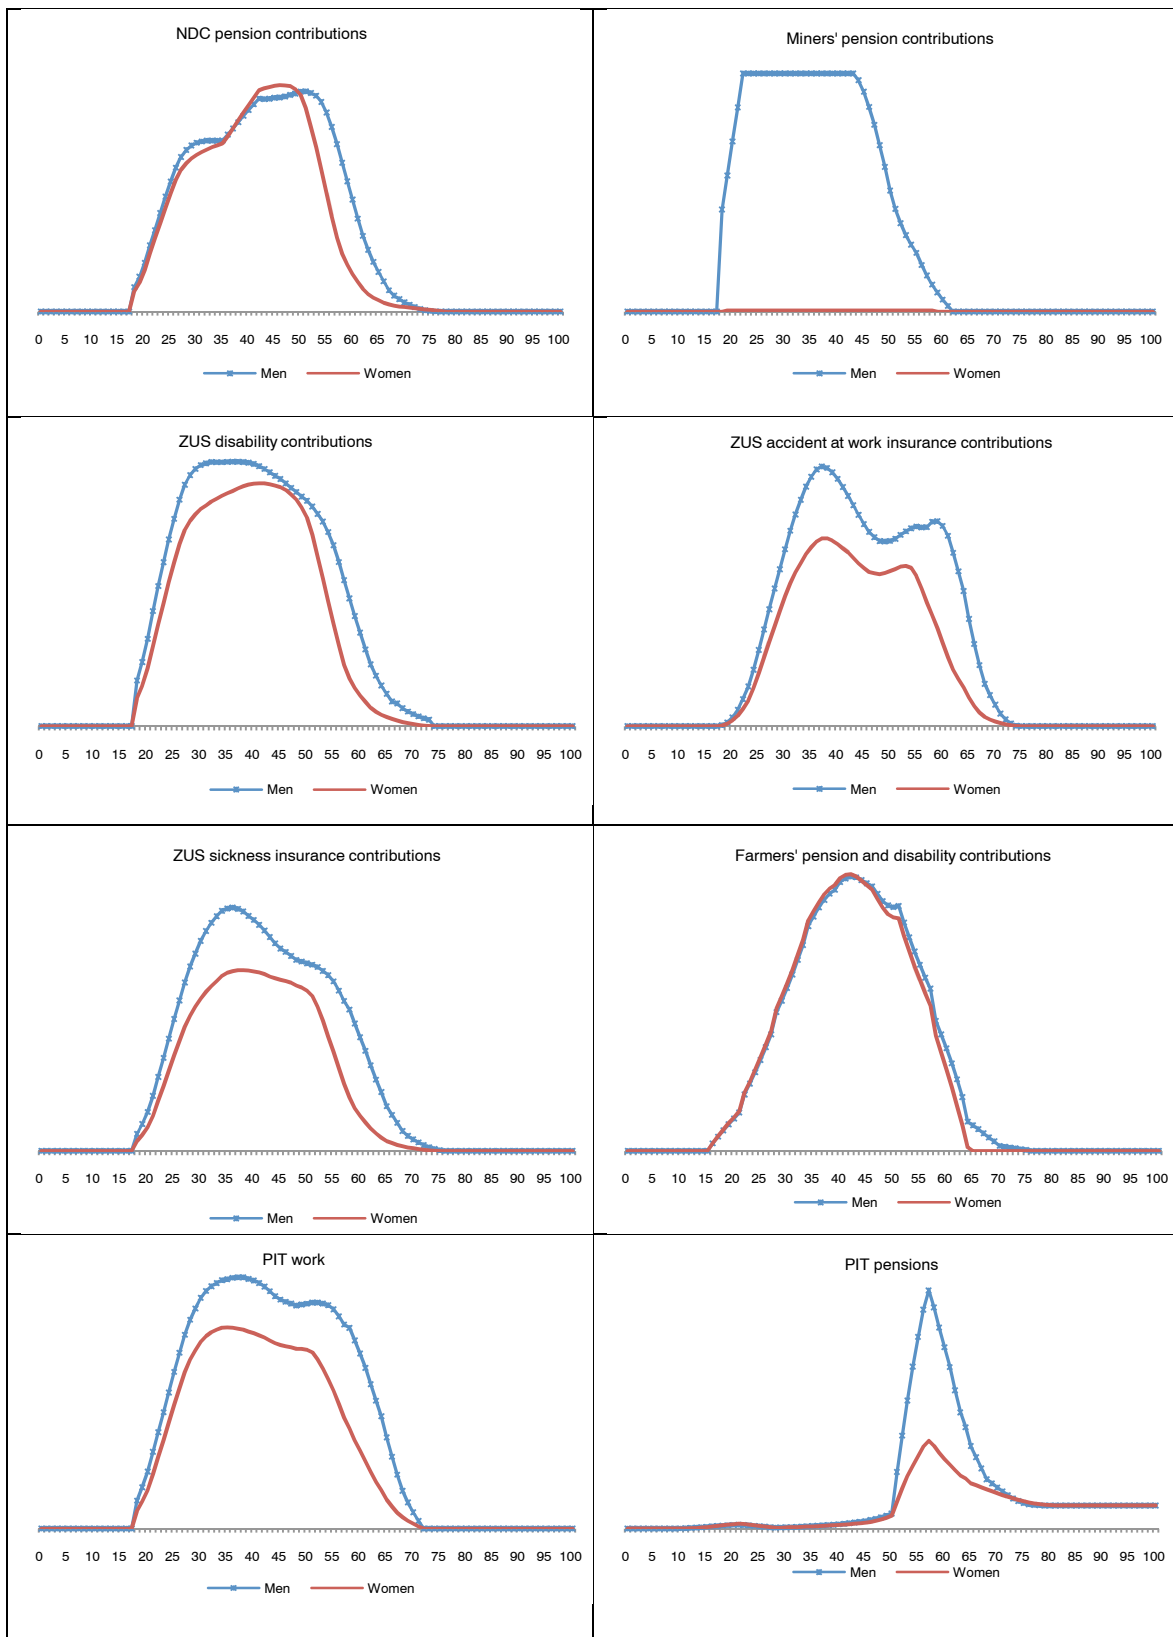 NDC pension contributions
0 5 10 15 20 25 30 35 40 45 50 55 60 65 70 75 80 85 90 95 100
Men Women
Miners' pension contributions
0 5 10 15 20 25 30 35 40 45 50 55 60 65 70 75 80 85 90 95 100
Men Women
ZUS disability contributions
0 5 10 15 20 25 30 35 40 45 50 55 60 65 70 75 80 85 90 95 100
Men Women
ZUS accident at work insurance contributions
0 5 10 15 20 25 30 35 40 45 50 55 60 65 70 75 80 85 90 95 100
Men Women
ZUS sickness insurance contributions
0 5 10 15 20 25 30 35 40 45 50 55 60 65 70 75 80 85 90 95 100
Men Women
Farmers' pension and disability contributions
0 5 10 15 20 25 30 35 40 45 50 55 60 65 70 75 80 85 90 95 100
Men Women
PIT work
0 5 10 15 20 25 30 35 40 45 50 55 60 65 70 75 80 85 90 95 100
Men Women
PIT pensions
0 5 10 15 20 25 30 35 40 45 50 55 60 65 70 75 80 85 90 95 100
Men Women